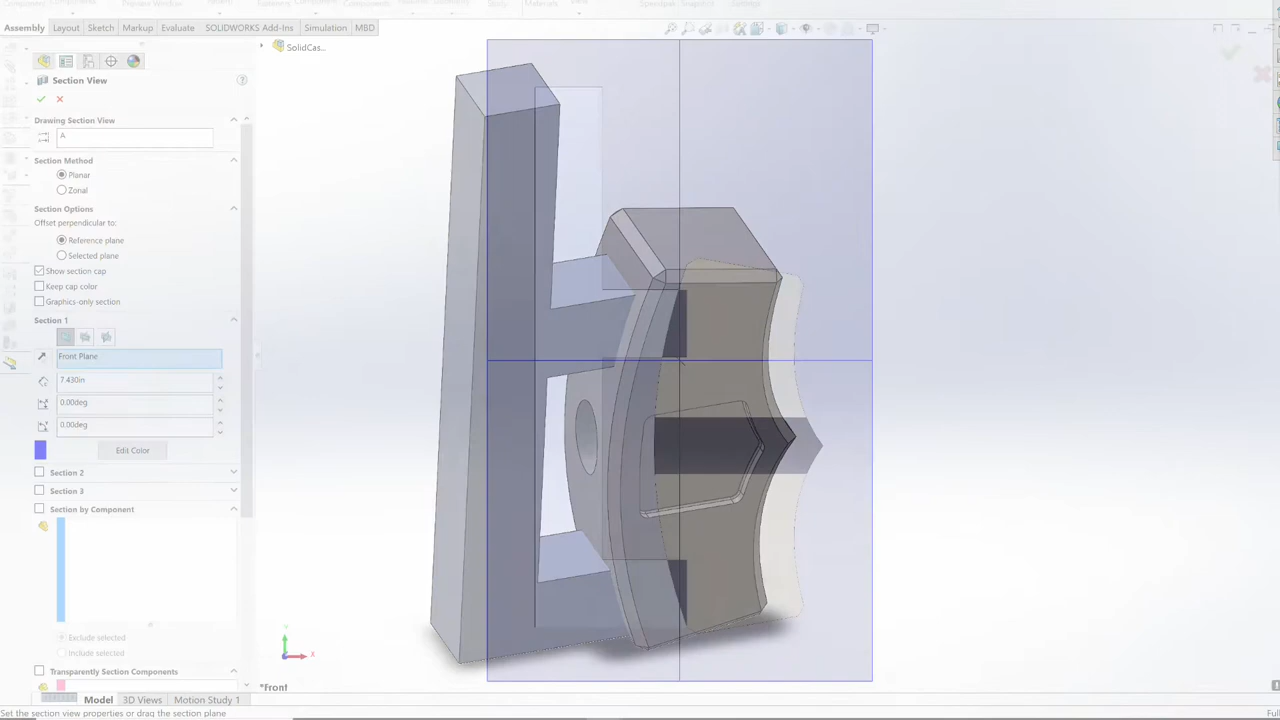 Assembly Layout Sketch Markup Evaluate SOLIDWORKS Add-Ins Simulation MBD
SolidCas...
Section View
Drawing Section View
A
Section Method
Planar
Zonal
Section Options
Offset perpendicular to:
Reference plane
Selected plane
Show section cap
Keep cap color
Graphics-only section
Section 1
Front Plane
7.430in
0.00deg
0.00deg
Edit Color
Section 2
Section 3
Section by Component
Exclude selected
Include selected
Transparently Section Components
Y
X
*Front
Model 3D Views Motion Study 1
Set the section view properties or drag the section plane
Full